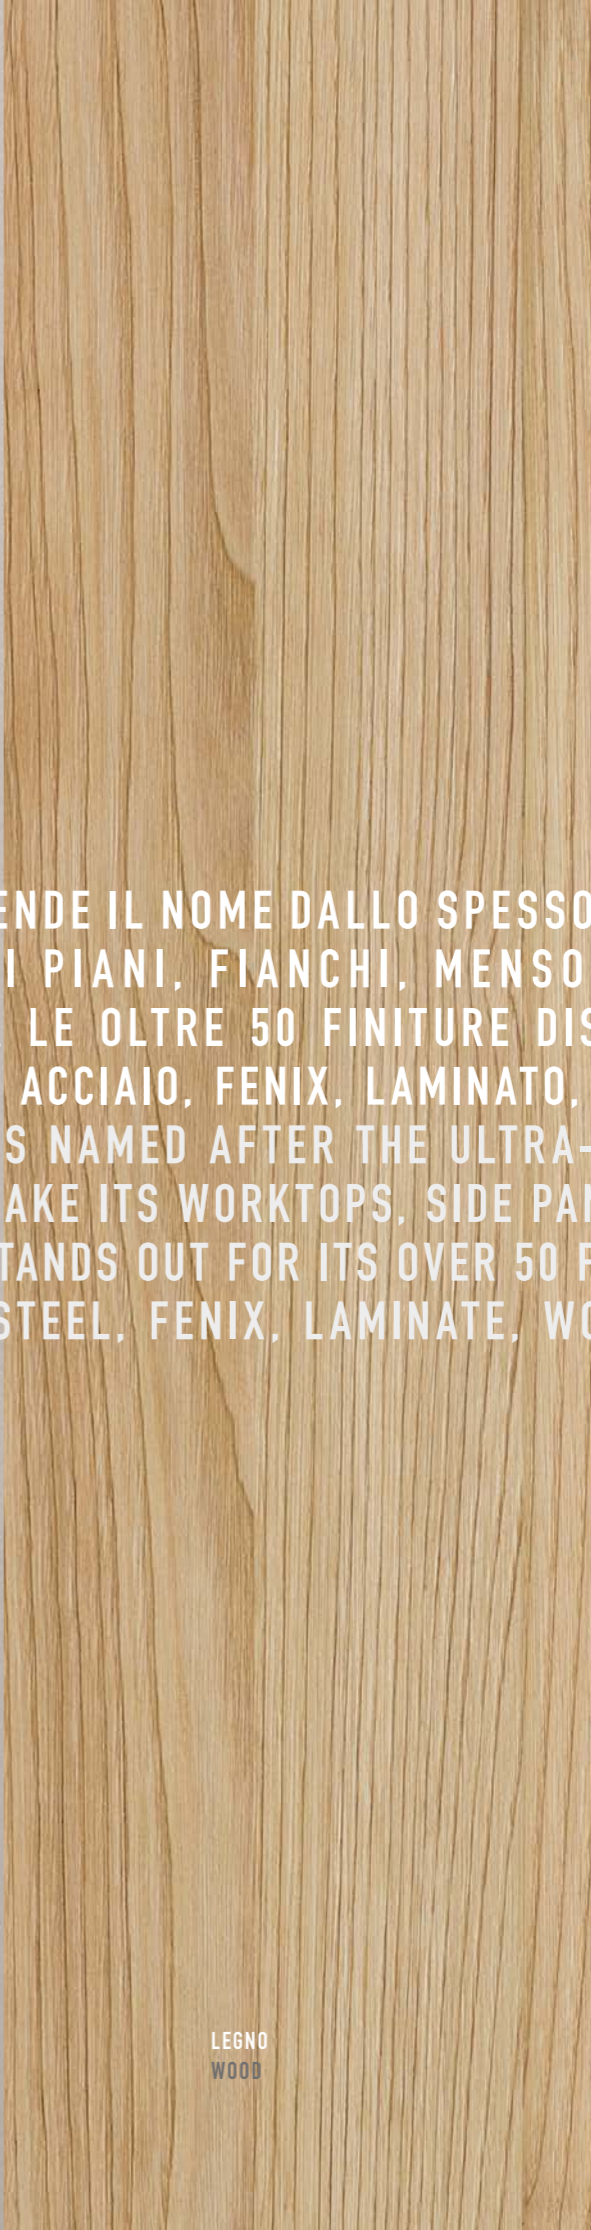 ENDE IL NOME DALLO SPESSO
I PIANI, FIANCHI, MENSO
LE OLTRE 50 FINITURE DIS
ACCIAIO, FENIX, LAMINATO,
S NAMED AFTER THE ULTRA-
AKE ITS WORKTOPS, SIDE PAN
TANDS OUT FOR ITS OVER 50 F
STEEL, FENIX, LAMINATE, WO
LEGNO
WOOD